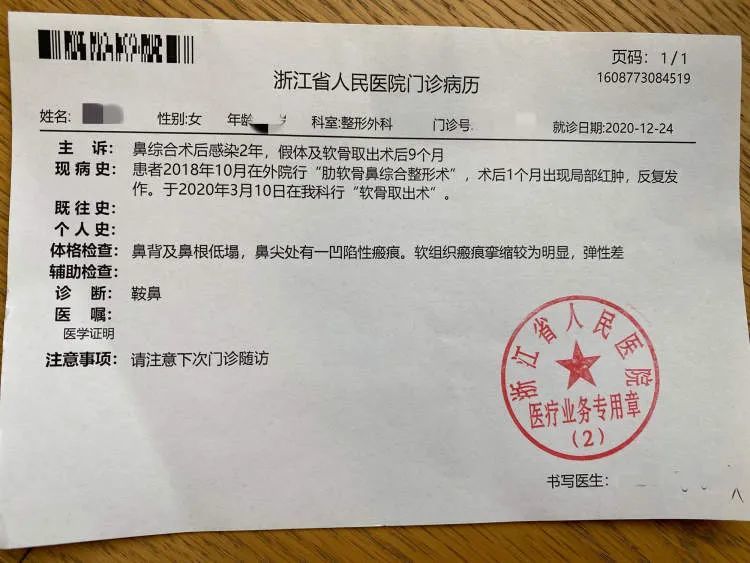 页码：1/1
1608773084519
浙江省人民医院门诊病历
姓名： 性别:女 年龄 岁 科室:整形外科 门诊号 就诊日期:2020-12-24
主 诉： 鼻综合术后感染2年，假体及软骨取出术后9个月
现 病 史： 患者2018年10月在外院行“肋软骨鼻综合整形术”，术后1个月出现局部红肿，反复发
作。于2020年3月10日在我科行“软骨取出术”。
既 往 史：
个 人 史：
体格检查： 鼻背及鼻根低塌，鼻尖处有一凹陷性瘢痕。软组织瘢痕挛缩较为明显，弹性差
辅助检查：
诊 断： 鞍鼻
医 嘱：
医学证明
注意事项： 请注意下次门诊随访
浙江省人民医院
医疗业务专用章
（2）
书写医生：